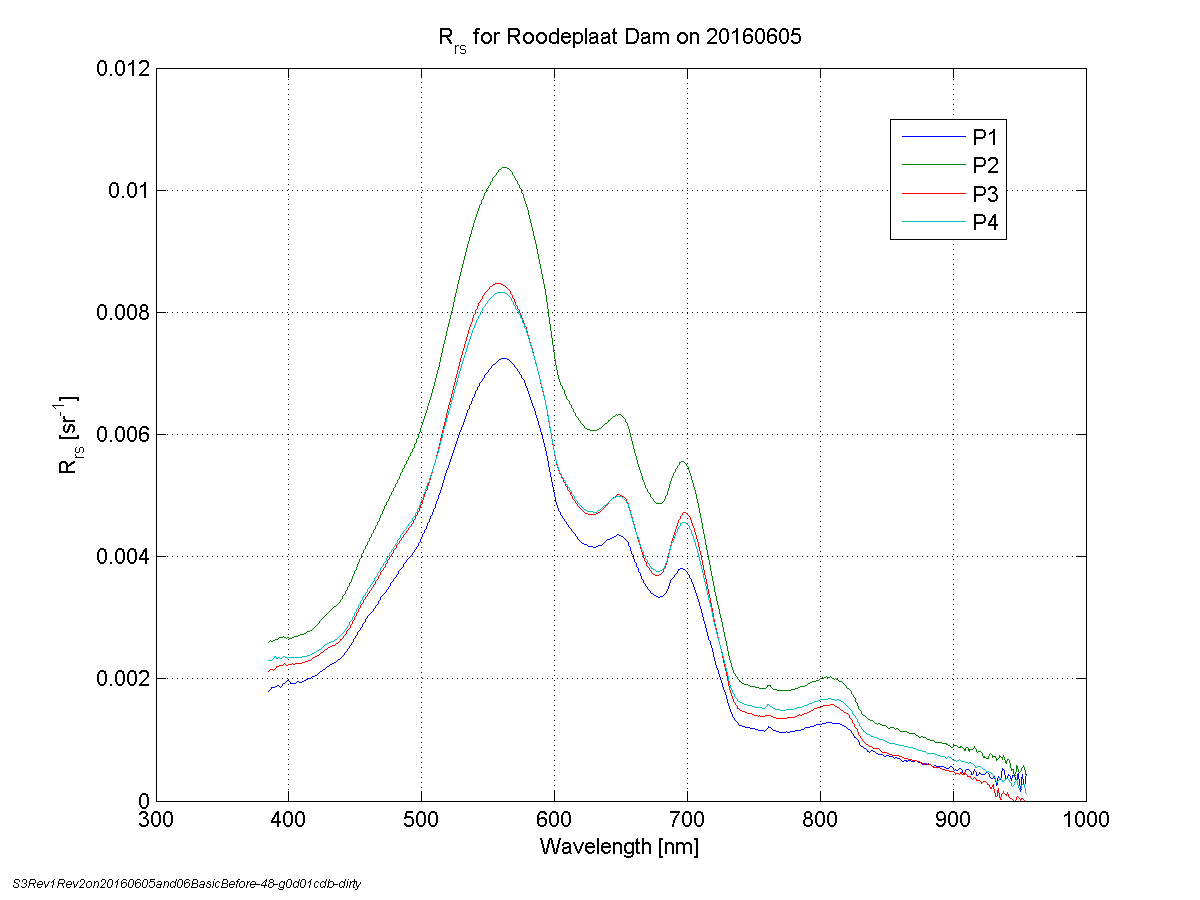 R_rs for Roodeplaat Dam on 20160605
0.012
0.01
0.008
0.006
0.004
0.002
0
R_rs [sr^-1]
P1
P2
P3
P4
300 400 500 600 700 800 900 1000
Wavelength [nm]
S3Rev1Rev2on20160605and06BasicBefore-48-g0d01cdb-dirty